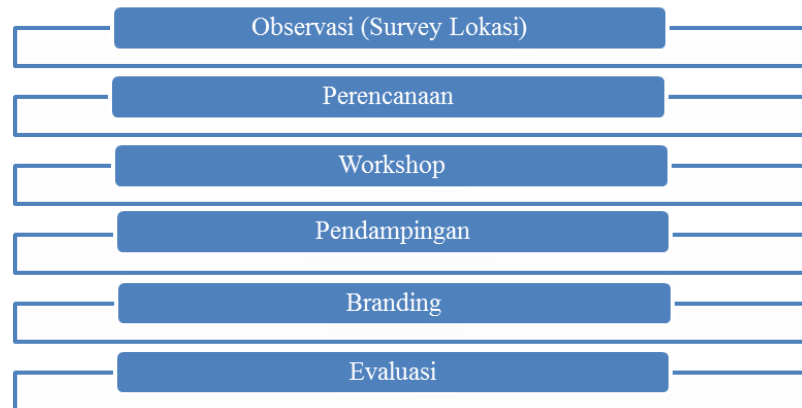 Observasi (Survey Lokasi)
Perencanaan
Workshop
Pendampingan
Branding
Evaluasi